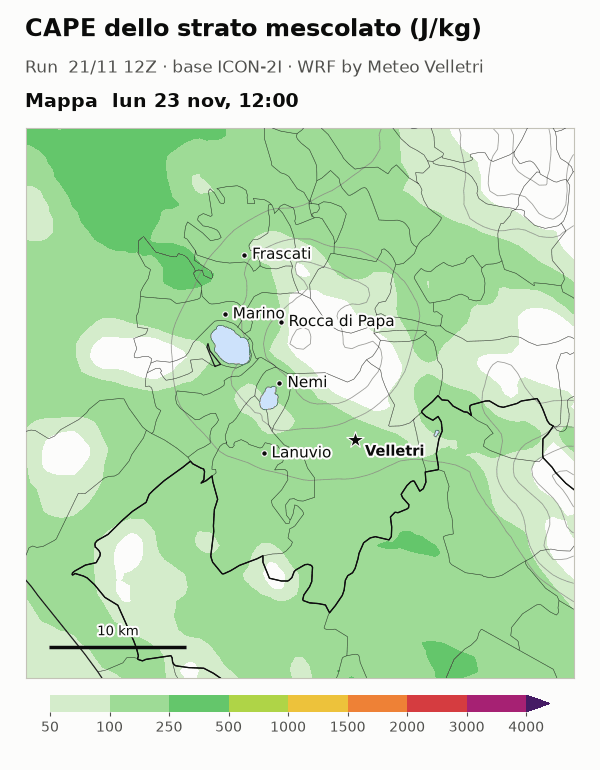 CAPE dello strato mescolato (J/kg)
Run  21/11 12Z · base ICON-2I · WRF by Meteo Velletri
Mappa  lun 23 nov, 12:00
Frascati
Marino
Rocca di Papa
Nemi
Velletri
Lanuvio
10 km
50 100 250 500 1000 1500 2000 3000 4000